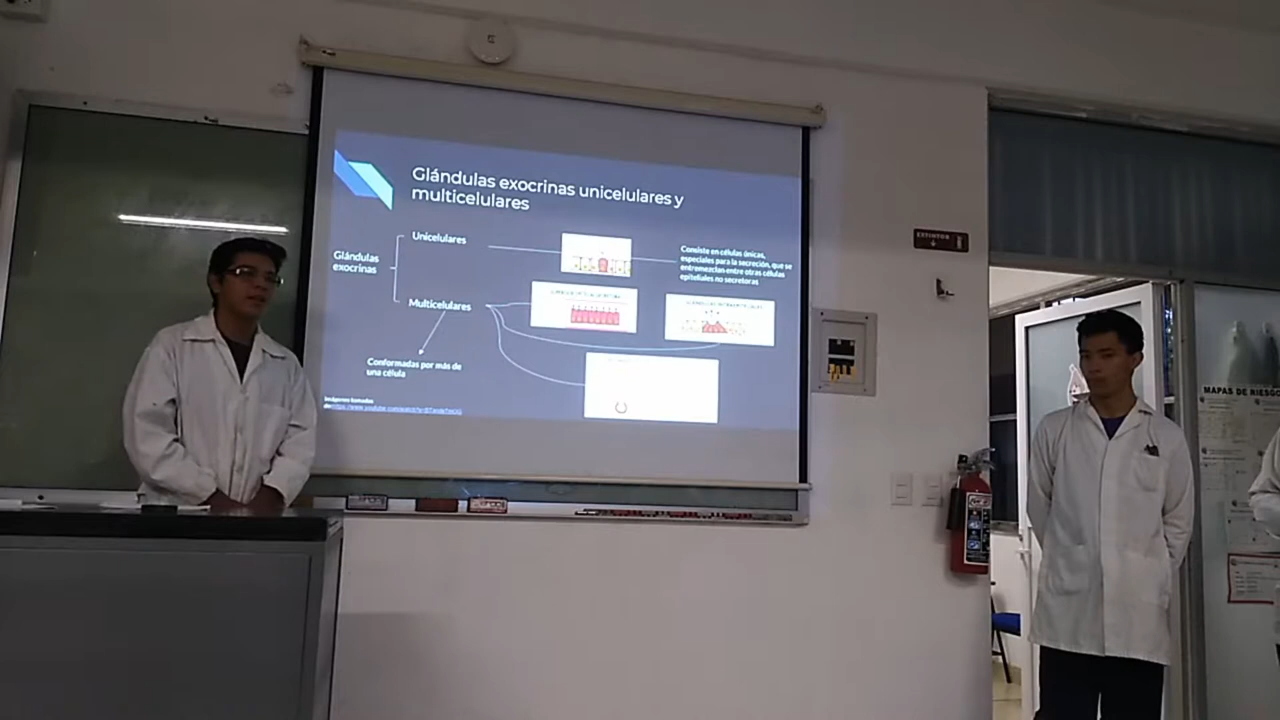 Glándulas exocrinas unicelulares y
multicelulares
Unicelulares
Glándulas
exocrinas
Consiste en células únicas,
especiales para la secreción, que se
entremezclan entre otras células
epiteliales no secretoras
Multicelulares
Conformadas por más de
una célula
Imágenes tomadas
EXTINTOR
MAPAS DE RIESGO